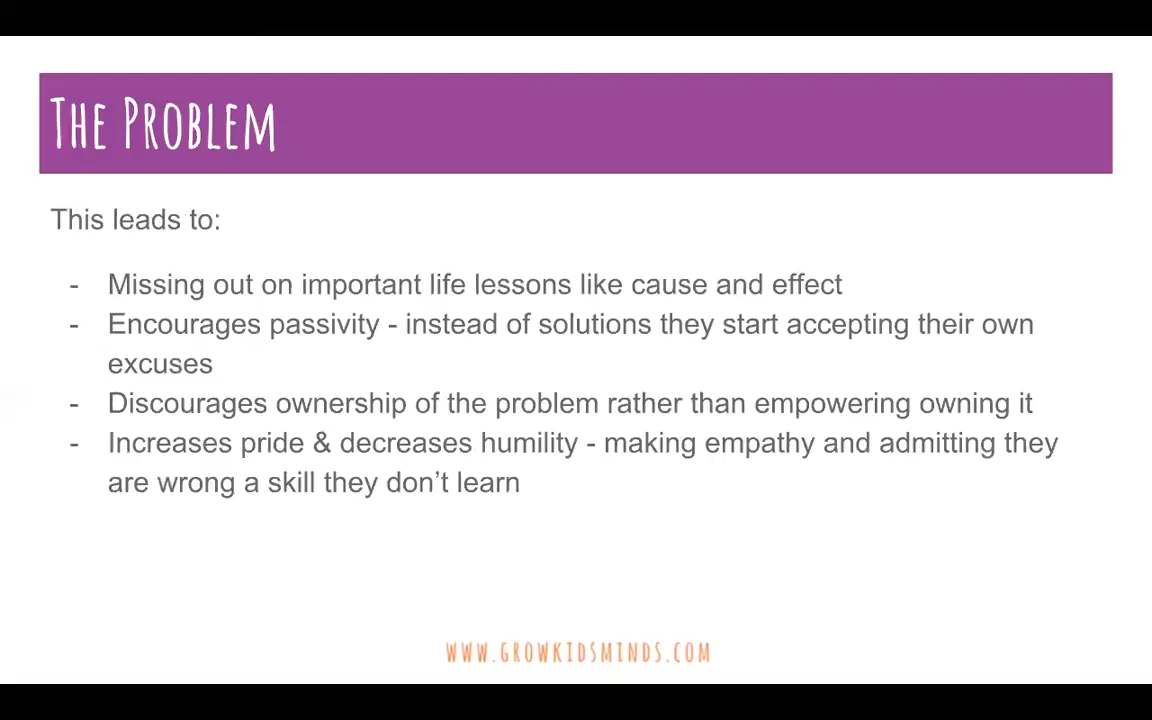 The Problem
This leads to:
- Missing out on important life lessons like cause and effect
- Encourages passivity - instead of solutions they start accepting their own
excuses
- Discourages ownership of the problem rather than empowering owning it
- Increases pride & decreases humility - making empathy and admitting they
are wrong a skill they don’t learn
www.growkidsminds.com